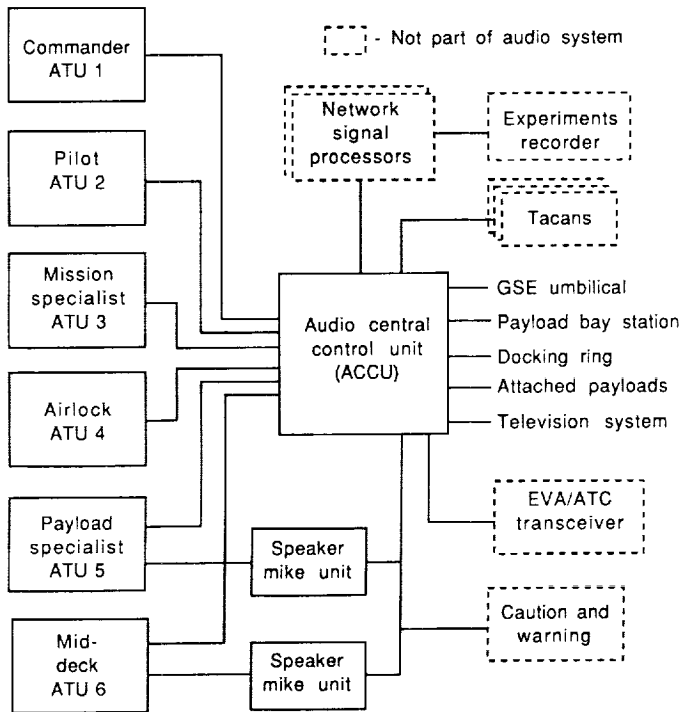 Commander
ATU 1
- Not part of audio system
Network
signal
processors
Experiments
recorder
Pilot
ATU 2
Tacans
Mission
specialist
ATU 3
Audio central
control unit
(ACCU)
GSE umbilical
Payload bay station
Docking ring
Attached payloads
Television system
Airlock
ATU 4
EVA/ATC
transceiver
Payload
specialist
ATU 5
Speaker
mike unit
Caution and
warning
Mid-
deck
ATU 6
Speaker
mike unit